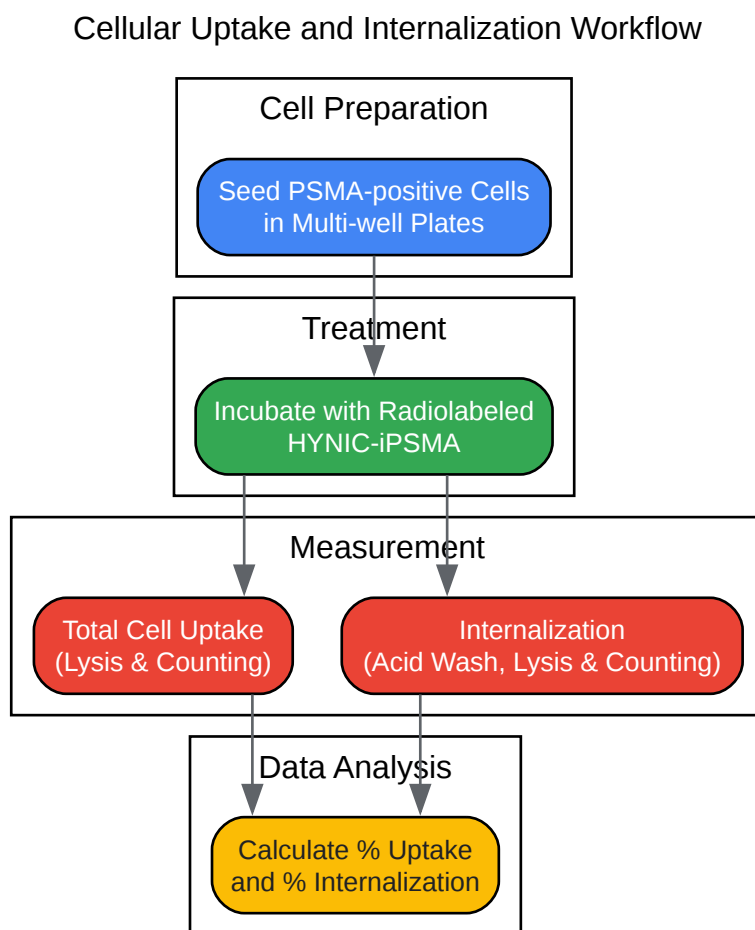 Cellular Uptake and Internalization Workflow
Cell Preparation
Seed PSMA-positive Cells
in Multi-well Plates
Treatment
Incubate with Radiolabeled
HYNIC-iPSMA
Measurement
Total Cell Uptake
(Lysis & Counting)
Internalization
(Acid Wash, Lysis & Counting)
Data Analysis
Calculate % Uptake
and % Internalization